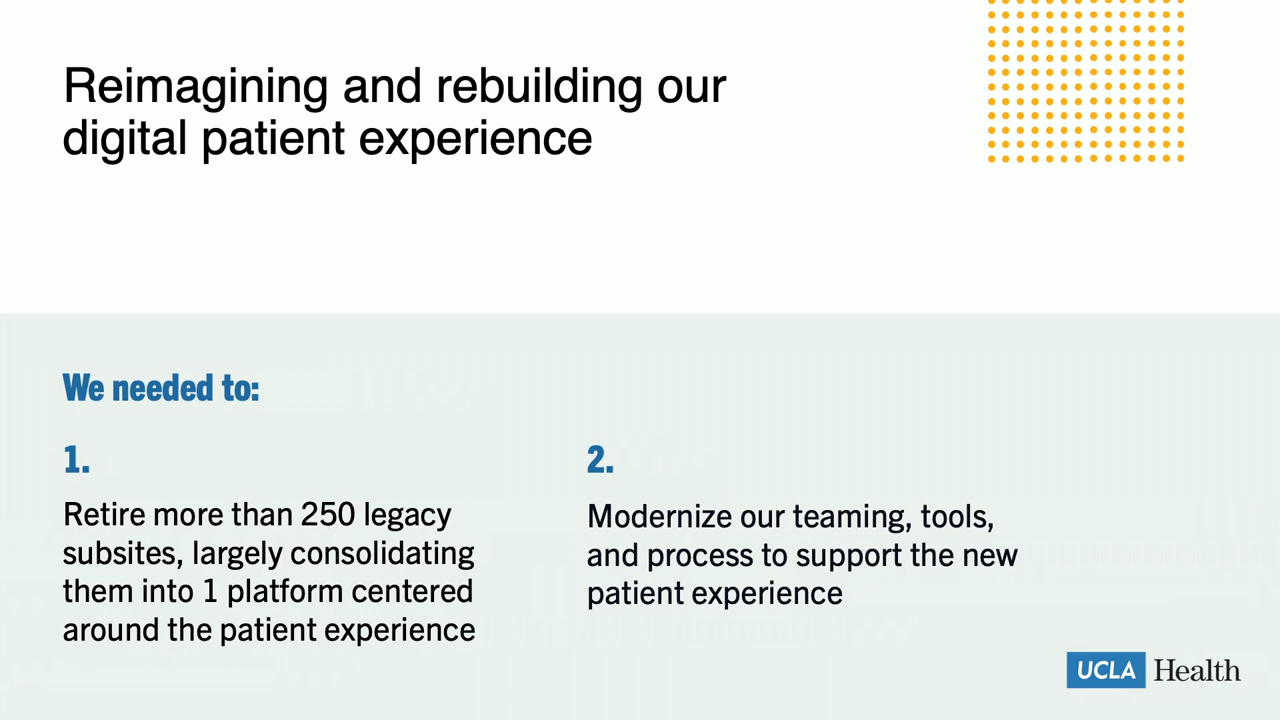 Reimagining and rebuilding our
digital patient experience
We needed to:
1.
Retire more than 250 legacy
subsites, largely consolidating
them into 1 platform centered
around the patient experience
2.
Modernize our teaming, tools,
and process to support the new
patient experience
UCLA Health